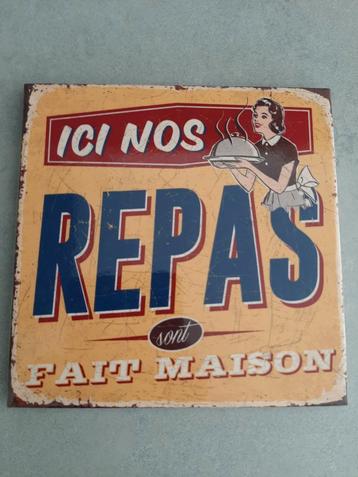 ICI NOS
REPAS
sont
FAIT MAISON